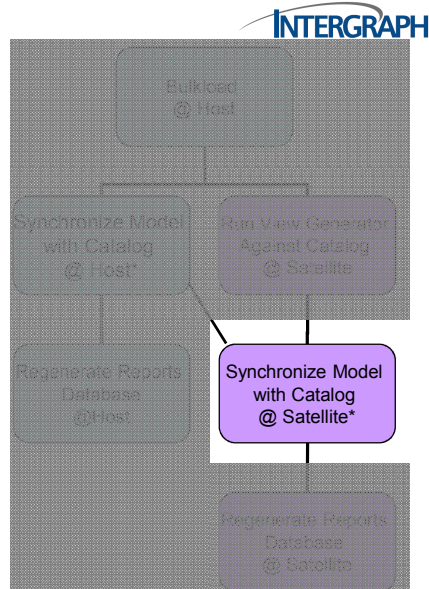 INTERGRAPH
Bulkload
@ Host
Synchronize Model
with Catalog
@ Host*
Run View Generator
Against Catalog
@ Satellite
Regenerate Reports
Database
@Host
Synchronize Model
with Catalog
@ Satellite*
Regenerate Reports
Database
@ Satellite